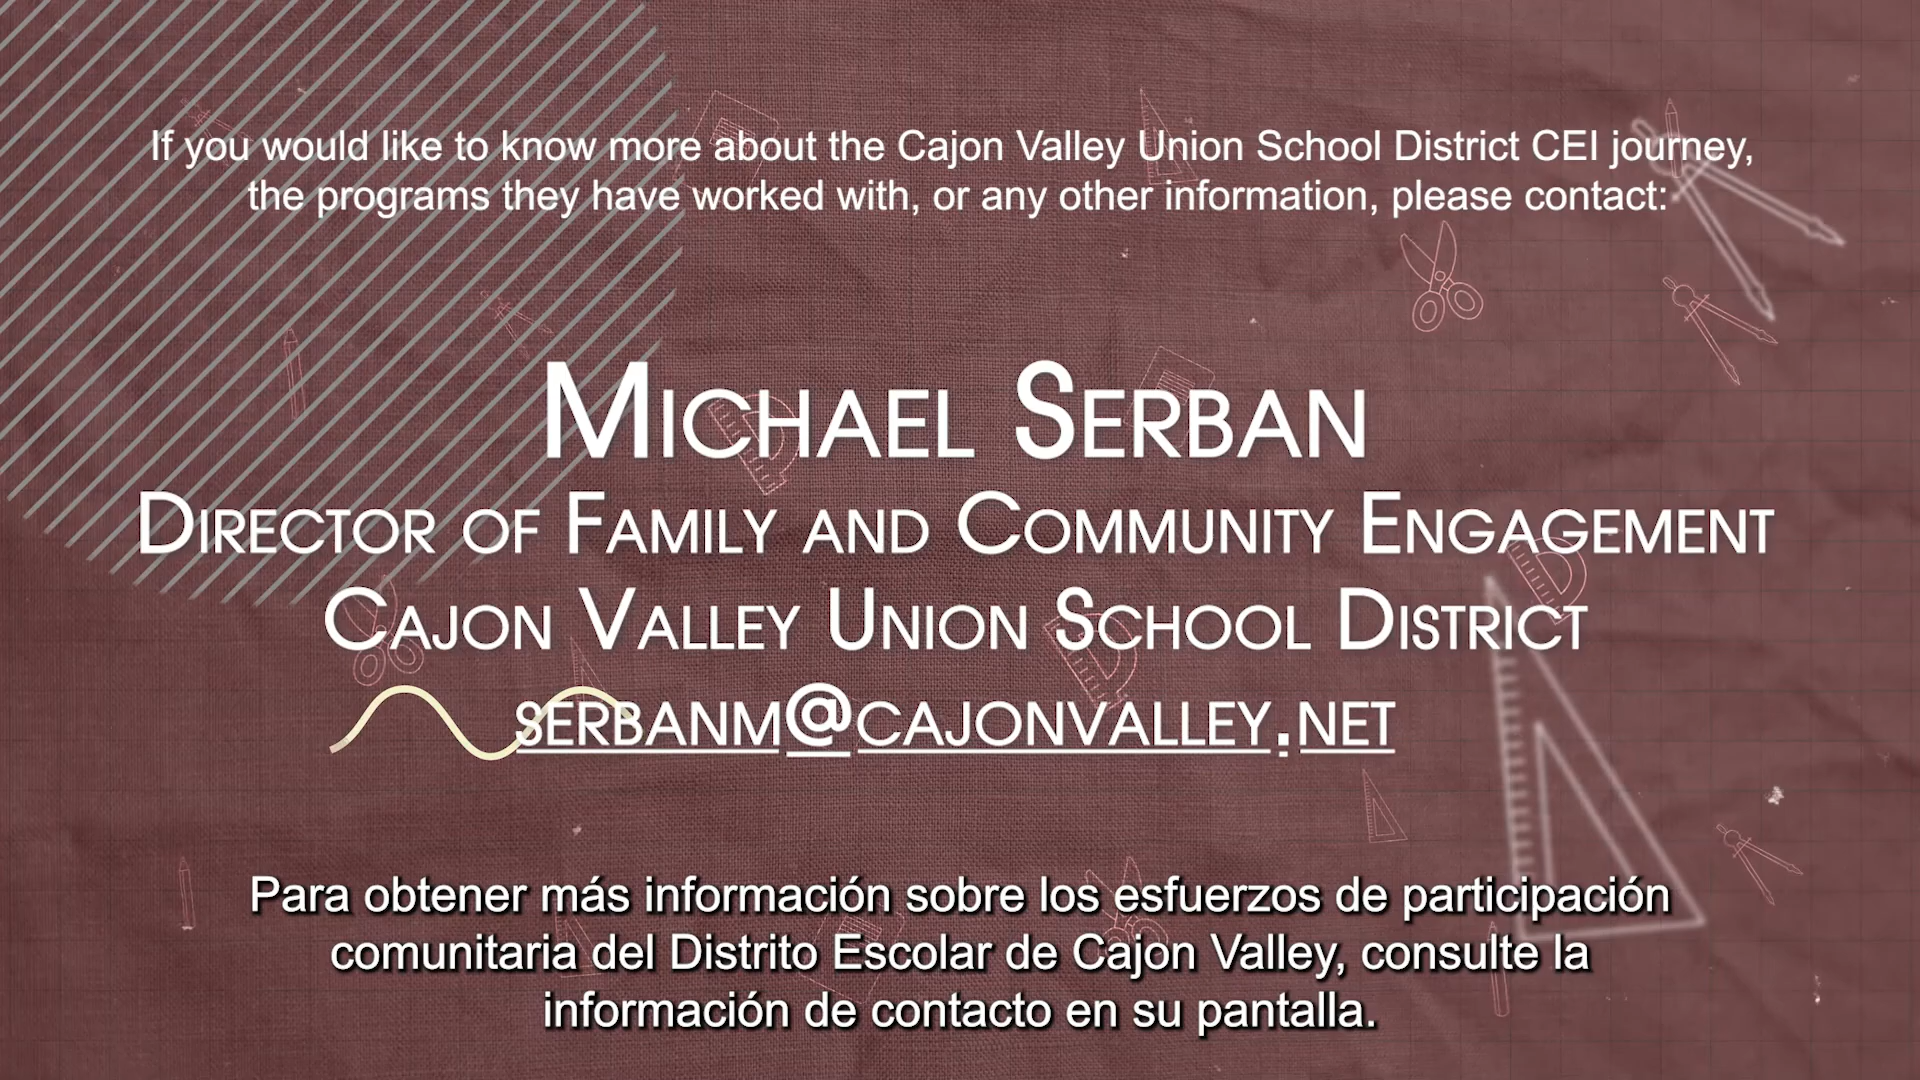 If you would like to know more about the Cajon Valley Union School District CEI journey,
the programs they have worked with, or any other information, please contact:
Michael Serban
Director of Family and Community Engagement
Cajon Valley Union School District
serbanm@cajonvalley.net
Para obtener más información sobre los esfuerzos de participación
comunitaria del Distrito Escolar de Cajon Valley, consulte la
información de contacto en su pantalla.